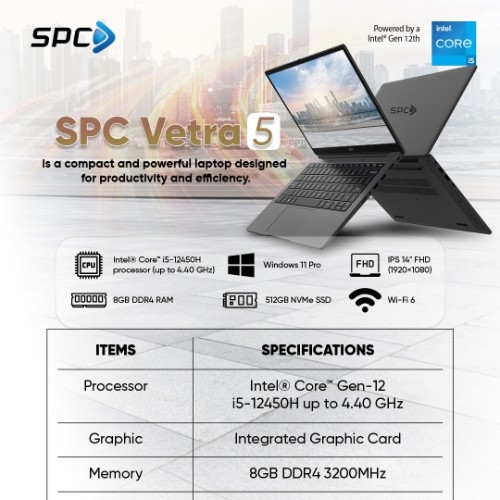 SPC
Powered by a
Intel® Gen 12th
intel
CORE
i5
SPC
SPC Vetra 5
Is a compact and powerful laptop designed
for productivity and efficiency.
CPU
Intel® Core™ i5-12450H
processor (up to 4.40 GHz)
Windows 11 Pro
FHD
IPS 14" FHD
(1920x1080)
8GB DDR4 RAM
512GB NVMe SSD
Wi-Fi 6
ITEMS SPECIFICATIONS
Processor Intel® Core™ Gen-12
i5-12450H up to 4.40 GHz
Graphic Integrated Graphic Card
Memory 8GB DDR4 3200MHz